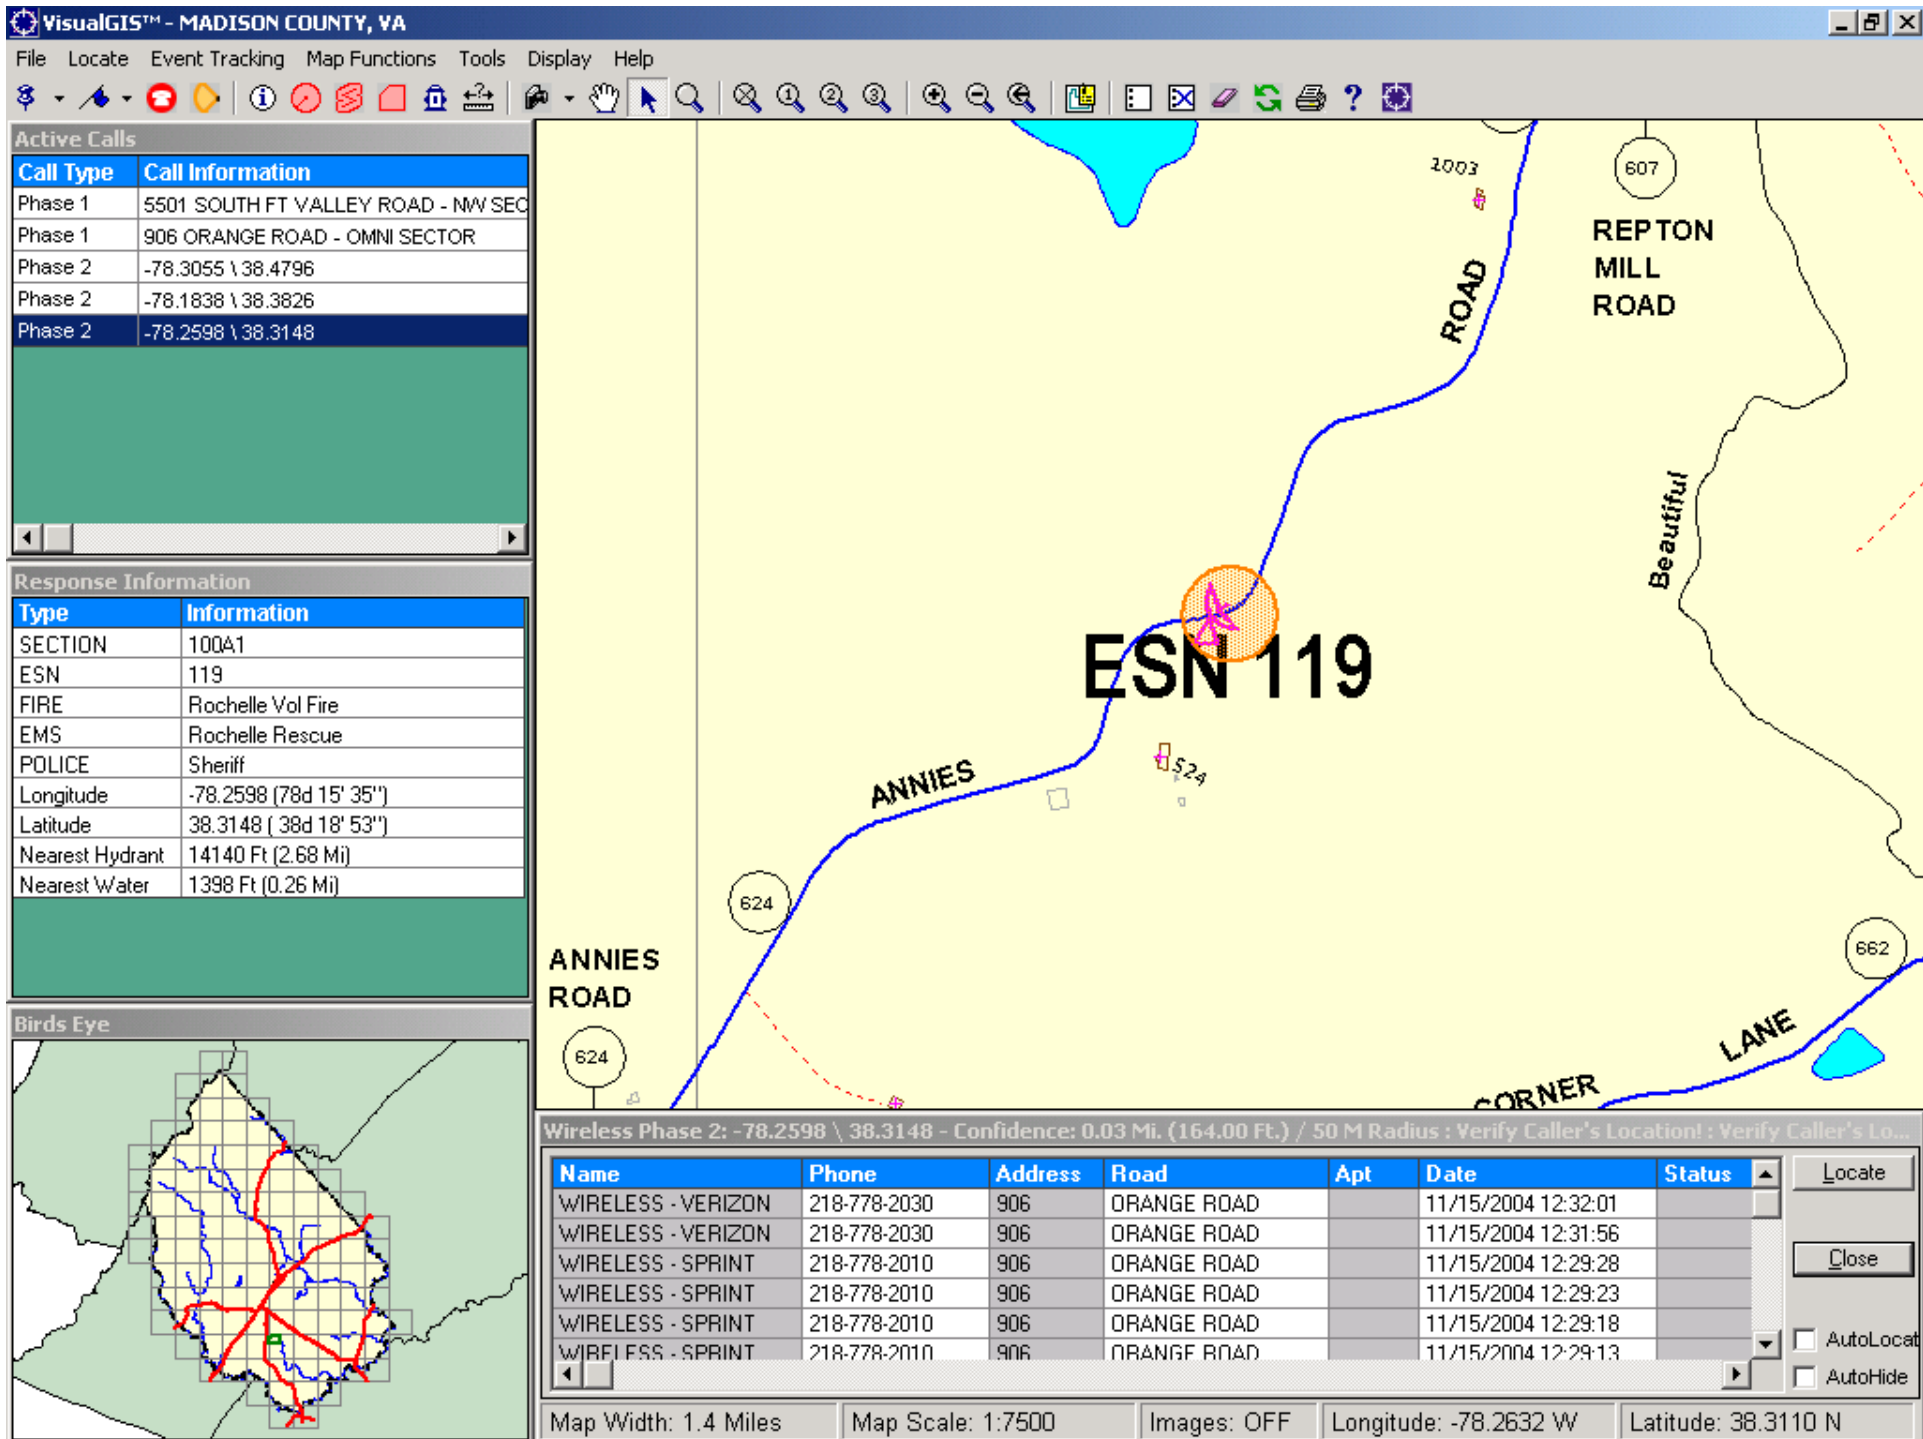 VisualGIS™ - MADISON COUNTY, VA
File Locate Event Tracking Map Functions Tools Display Help
Active Calls
Call Type Call Information
Phase 1 5501 SOUTH FT VALLEY ROAD - NW SEC
Phase 1 906 ORANGE ROAD - OMNI SECTOR
Phase 2 -78.3055 \ 38.4796
Phase 2 -78.1838 \ 38.3826
Phase 2 -78.2598 \ 38.3148
Response Information
Type Information
SECTION 100A1
ESN 119
FIRE Rochelle Vol Fire
EMS Rochelle Rescue
POLICE Sheriff
Longitude -78.2598 (78d 15' 35'')
Latitude 38.3148 ( 38d 18' 53'')
Nearest Hydrant 14140 Ft (2.68 Mi)
Nearest Water 1398 Ft (0.26 Mi)
Birds Eye
1003
607
REPTON
MILL
ROAD
ROAD
Beautiful
ESN 119
524
ANNIES
624
ANNIES
ROAD
624
662
LANE
CORNER
Wireless Phase 2: -78.2598 \ 38.3148 - Confidence: 0.03 Mi. (164.00 Ft.) / 50 M Radius : Verify Caller's Location! : Verify Caller's Lo...
Name Phone Address Road Apt Date Status
WIRELESS - VERIZON 218-778-2030 906 ORANGE ROAD 11/15/2004 12:32:01
WIRELESS - VERIZON 218-778-2030 906 ORANGE ROAD 11/15/2004 12:31:56
WIRELESS - SPRINT 218-778-2010 906 ORANGE ROAD 11/15/2004 12:29:28
WIRELESS - SPRINT 218-778-2010 906 ORANGE ROAD 11/15/2004 12:29:23
WIRELESS - SPRINT 218-778-2010 906 ORANGE ROAD 11/15/2004 12:29:18
WIRELESS - SPRINT 218-778-2010 906 ORANGE ROAD 11/15/2004 12:29:13
Locate
Close
AutoLocat
AutoHide
Map Width: 1.4 Miles Map Scale: 1:7500 Images: OFF Longitude: -78.2632 W Latitude: 38.3110 N